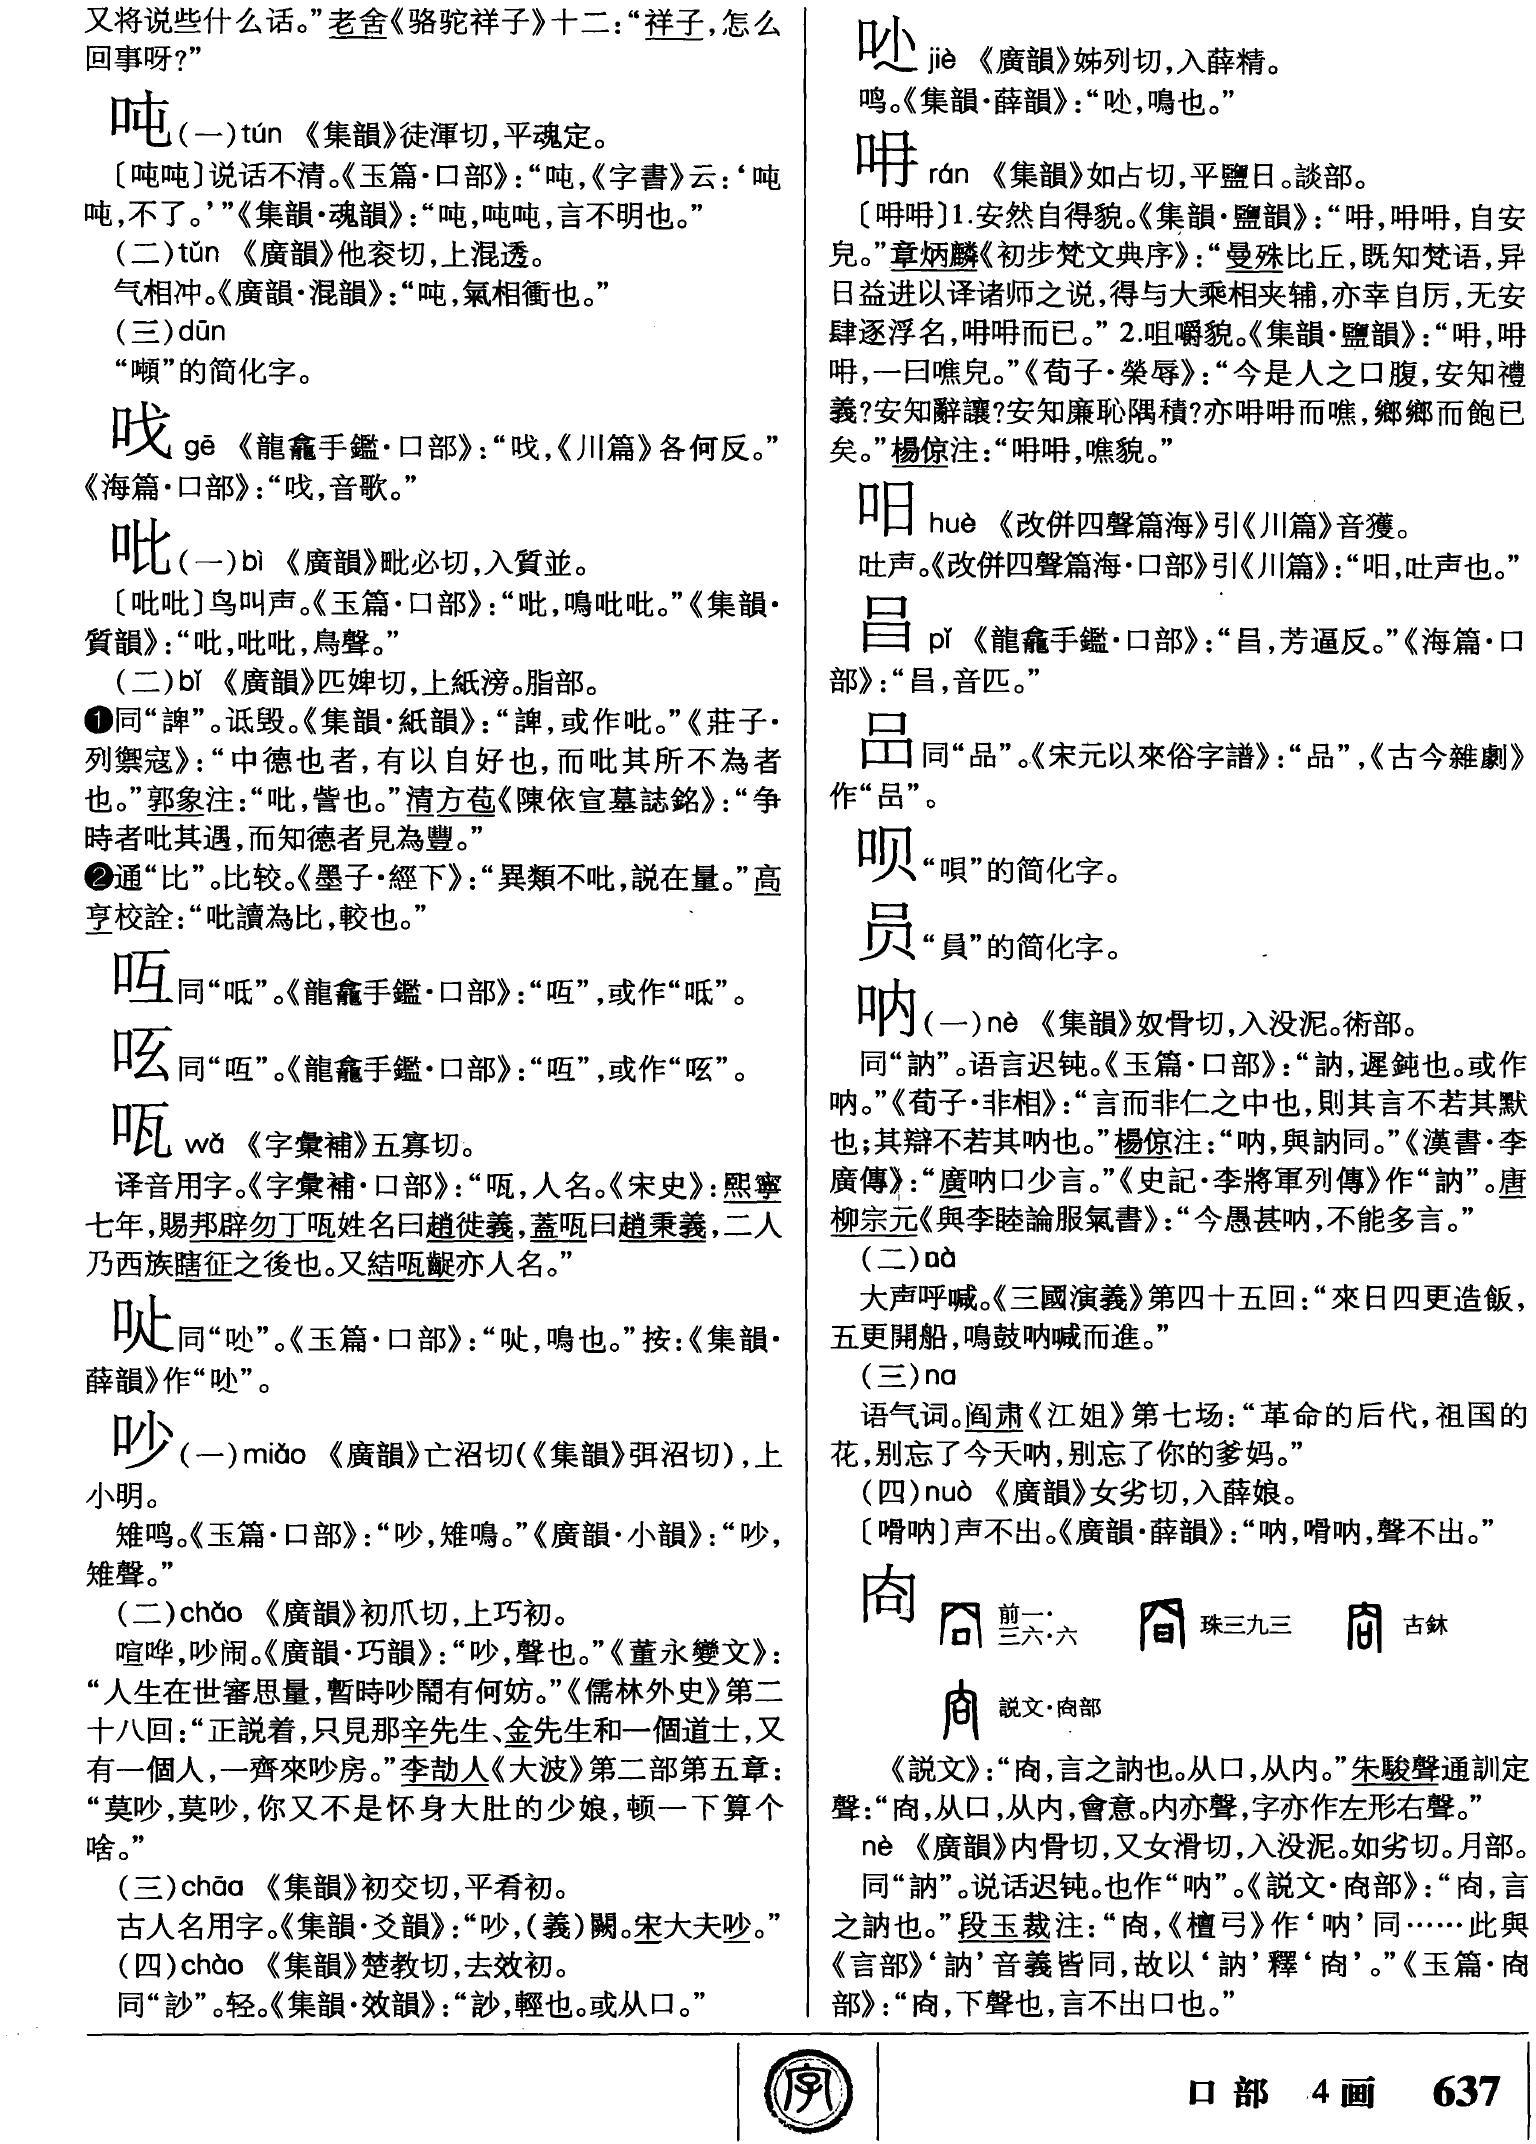 又将说些什么话。”老舍《骆驼祥子》十二：“祥子，怎么
回事呀？”
吨(一)tún 《集韻》徒渾切，平魂定。
〔吨吨〕说话不清。《玉篇·口部》：“吨，《字書》云：‘吨
吨，不了。’”《集韻·魂韻》：“吨，吨吨，言不明也。”
(二)tǔn 《廣韻》他衮切，上混透。
气相冲。《廣韻·混韻》：“吨，氣相衝也。”
(三)dūn
“噸”的简化字。
gē 《龍龕手鑑·口部》：“《川篇》各何反。”
《海篇·口部》：“音歌。”
吡(一)bì 《廣韻》毗必切，入質並。
〔吡吡〕鸟叫声。《玉篇·口部》：“吡，鳴吡吡。”《集韻·
質韻》：“吡，吡吡，鳥聲。”
(二)bǐ 《廣韻》匹婢切，上紙滂。脂部。
❶同“諀”。诋毁。《集韻·紙韻》：“諀，或作吡。”《莊子·
列禦寇》：“中德也者，有以自好也，而吡其所不為者
也。”郭象注：“吡，訾也。”清方苞《陳依宣墓誌銘》：“争
時者吡其遇，而知德者見為豐。”
❷通“比”。比较。《墨子·經下》：“異類不吡，説在量。”高
亨校詮：“吡讀為比，較也。”
㕶同“呧”。《龍龕手鑑·口部》：“㕶”，或作“呧”。
吰同“㕶”。《龍龕手鑑·口部》：“㕶”，或作“吰”。
咓 wǎ 《字彙補》五寡切。
译音用字。《字彙補·口部》：“咓，人名。《宋史》：熙寧
七年，賜邦辟勿丁咓姓名曰趙徙義，蓋咓曰趙秉義，二人
乃西族瞎征之後也。又結咓齪亦人名。”
吪同“吣”。《玉篇·口部》：“鳴也。”按：《集韻·
薛韻》作
吵(一)miǎo 《廣韻》亡沼切(《集韻》弭沼切)，上
小明。
雉鸣。《玉篇·口部》：“吵，雉鳴。”《廣韻·小韻》：“吵，
雉聲。”
(二)chǎo 《廣韻》初爪切，上巧初。
喧哗，吵闹。《廣韻·巧韻》：“吵，聲也。”《董永變文》：
“人生在世審思量，暫時吵鬧有何妨。”《儒林外史》第二
十八回：“正説着，只見那辛先生、金先生和一個道士，又
有一個人，一齊來吵房。”李劼人《大波》第二部第五章：
“莫吵，莫吵，你又不是怀身大肚的少娘，顿一下算个
啥。”
(三)chāo 《集韻》初交切，平肴初。
古人名用字。《集韻·爻韻》：“吵，(義)闕。宋大夫吵。”
(四)chào 《集韻》楚教切，去效初。
同“訬”。轻。《集韻·效韻》：“訬，輕也。或从口。”
jiè 《廣韻》姊列切，入薛精。
鸣。《集韻·薛韻》：“鳴也。”
呥 rán 《集韻》如占切，平鹽日。談部。
〔呥呥〕1.安然自得貌。《集韻·鹽韻》：“呥，呥呥，自安
皃。”章炳麟《初步梵文典序》：“曼殊比丘，既知梵语，异
日益进以译诸师之说，得与大乘相夹辅，亦幸自厉，无安
肆逐浮名，呥呥而已。” 2.咀嚼貌。《集韻·鹽韻》：“呥，呥
呥，一曰噍皃。”《荀子·榮辱》：“今是人之口腹，安知禮
義？安知辭讓？安知廉恥隅積？亦呥呥而噍，鄉鄉而飽已
矣。”楊倞注：“呥呥，噍貌。”
huè 《改併四聲篇海》引《川篇》音獲。
吐声。《改併四聲篇海·口部》引《川篇》：“吐声也。”
pǐ 《龍龕手鑑·口部》：“芳逼反。”《海篇·口
部》：“音匹。”
同“品”。《宋元以來俗字譜》：“品”，《古今雜劇》
作
呗“唄”的简化字。
员“員”的简化字。
呐(一)nè 《集韻》奴骨切，入没泥。術部。
同“訥”。语言迟钝。《玉篇·口部》：“訥，遲鈍也。或作
呐。”《荀子·非相》：“言而非仁之中也，則其言不若其默
也；其辯不若其呐也。”楊倞注：“呐，與訥同。”《漢書·李
廣傳》：“廣呐口少言。”《史記·李將軍列傳》作“訥”。唐
柳宗元《與李睦論服氣書》：“今愚甚呐，不能多言。”
(二)nà
大声呼喊。《三國演義》第四十五回：“來日四更造飯，
五更開船，鳴鼓呐喊而進。”
(三)na
语气词。阎肃《江姐》第七场：“革命的后代，祖国的
花，别忘了今天呐，别忘了你的爹妈。”
(四)nuò 《廣韻》女劣切，入薛娘。
〔㗕呐〕声不出。《廣韻·薛韻》：“呐，㗕呐，聲不出。”
㕯 前一·三六·六 珠三九三 古鉥
説文·㕯部
《説文》：“㕯，言之訥也。从口，从内。”朱駿聲通訓定
聲：“㕯，从口，从内，會意。内亦聲，字亦作左形右聲。”
nè 《廣韻》内骨切，又女滑切，入没泥。如劣切。月部。
同“訥”。说话迟钝。也作“呐”。《説文·㕯部》：“㕯，言
之訥也。”段玉裁注：“㕯，《檀弓》作‘呐’同……此與
《言部》‘訥’音義皆同，故以‘訥’釋‘㕯’。”《玉篇·㕯
部》：“㕯，下聲也，言不出口也。”
字
口部 4画 637